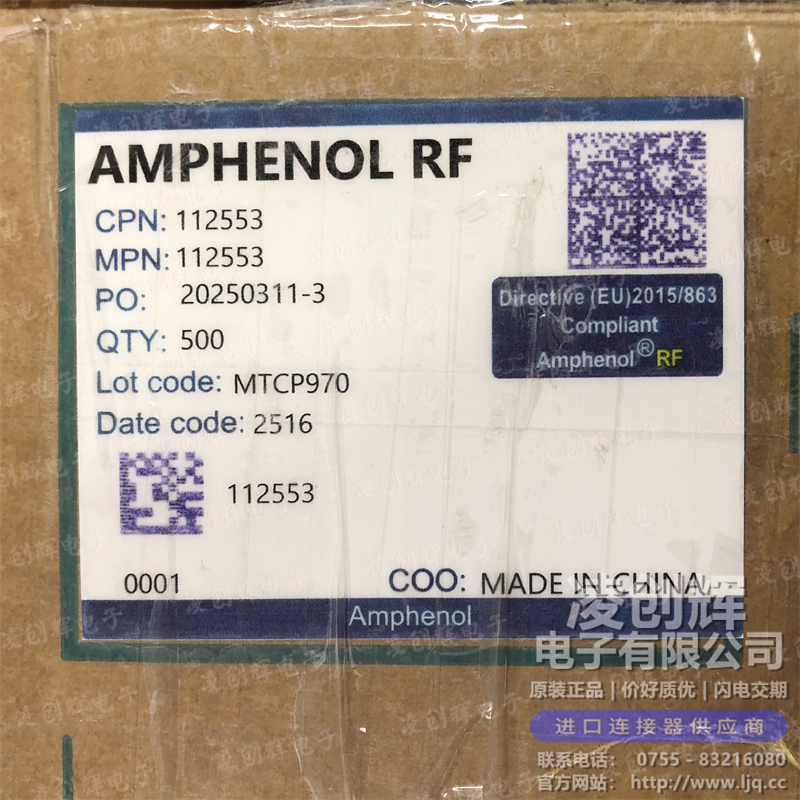 AMPHENOL RF
CPN: 112553
MPN: 112553
PO: 20250311-3
QTY: 500
Lot code: MTCP970
Date code: 2516
112553
Directive (EU)2015/863
Compliant
Amphenol® RF
0001
COO: MADE IN CHINA
Amphenol
凌创辉
电子有限公司
原装正品 | 价好质优 | 闪电交期
进口连接器供应商
联系电话: 0755 - 83216080
官方网站: http://www.ljq.cc